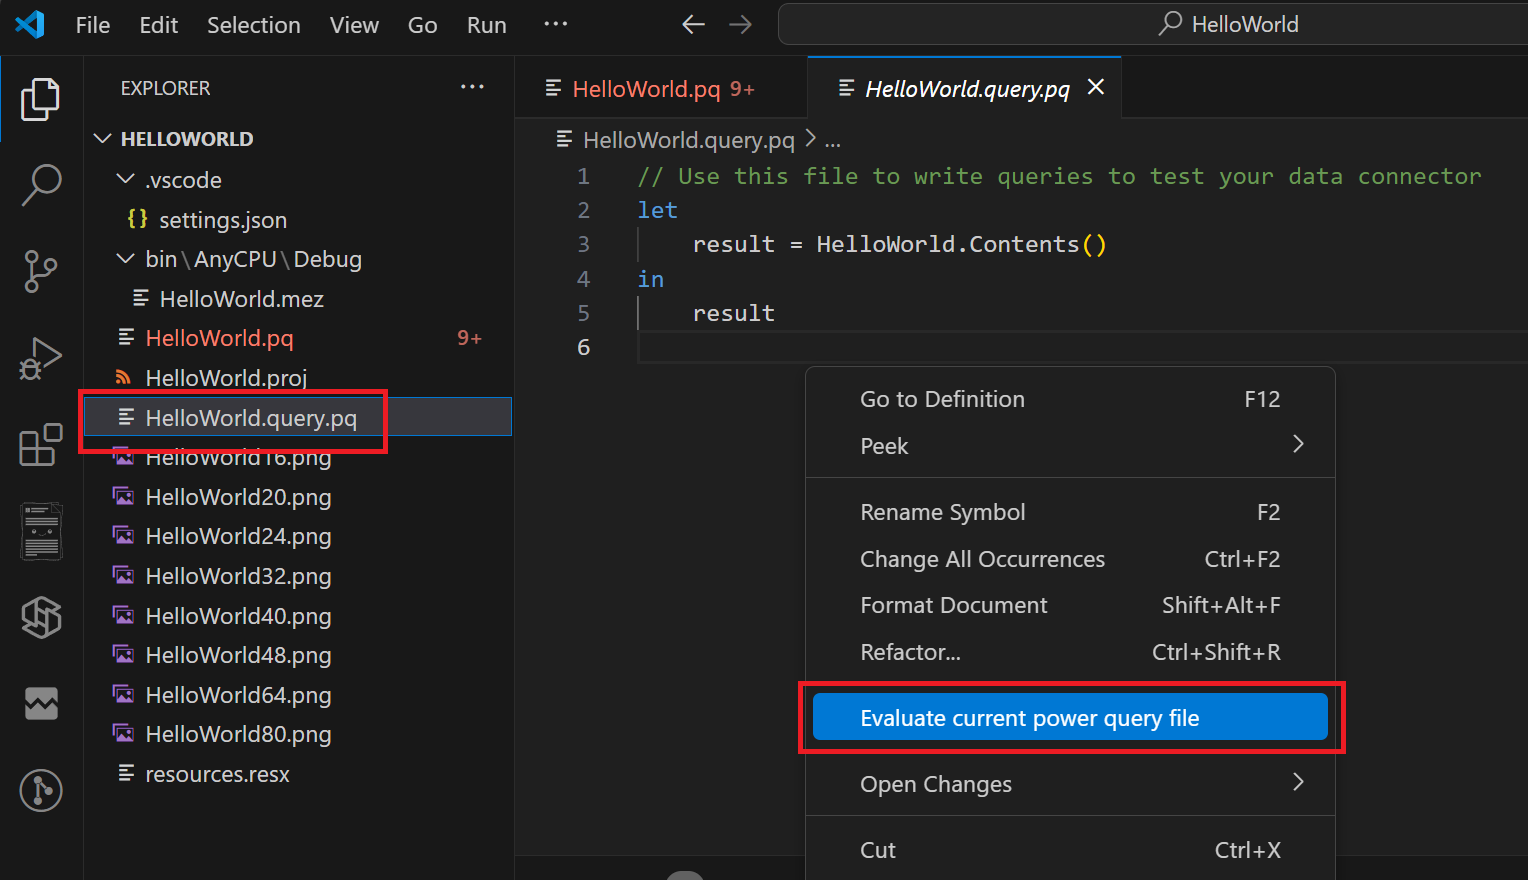 File Edit Selection View Go Run ··· HelloWorld
EXPLORER ···
HELLOWORLD
.vscode
{} settings.json
bin\AnyCPU\Debug
HelloWorld.mez
HelloWorld.pq 9+
HelloWorld.proj
HelloWorld.query.pq
HelloWorld16.png
HelloWorld20.png
HelloWorld24.png
HelloWorld32.png
HelloWorld40.png
HelloWorld48.png
HelloWorld64.png
HelloWorld80.png
resources.resx
HelloWorld.pq 9+ HelloWorld.query.pq
HelloWorld.query.pq > ...
1 // Use this file to write queries to test your data connector
2 let
3 result = HelloWorld.Contents()
4 in
5 result
6
Go to Definition F12
Peek
Rename Symbol F2
Change All Occurrences Ctrl+F2
Format Document Shift+Alt+F
Refactor... Ctrl+Shift+R
Evaluate current power query file
Open Changes
Cut Ctrl+X